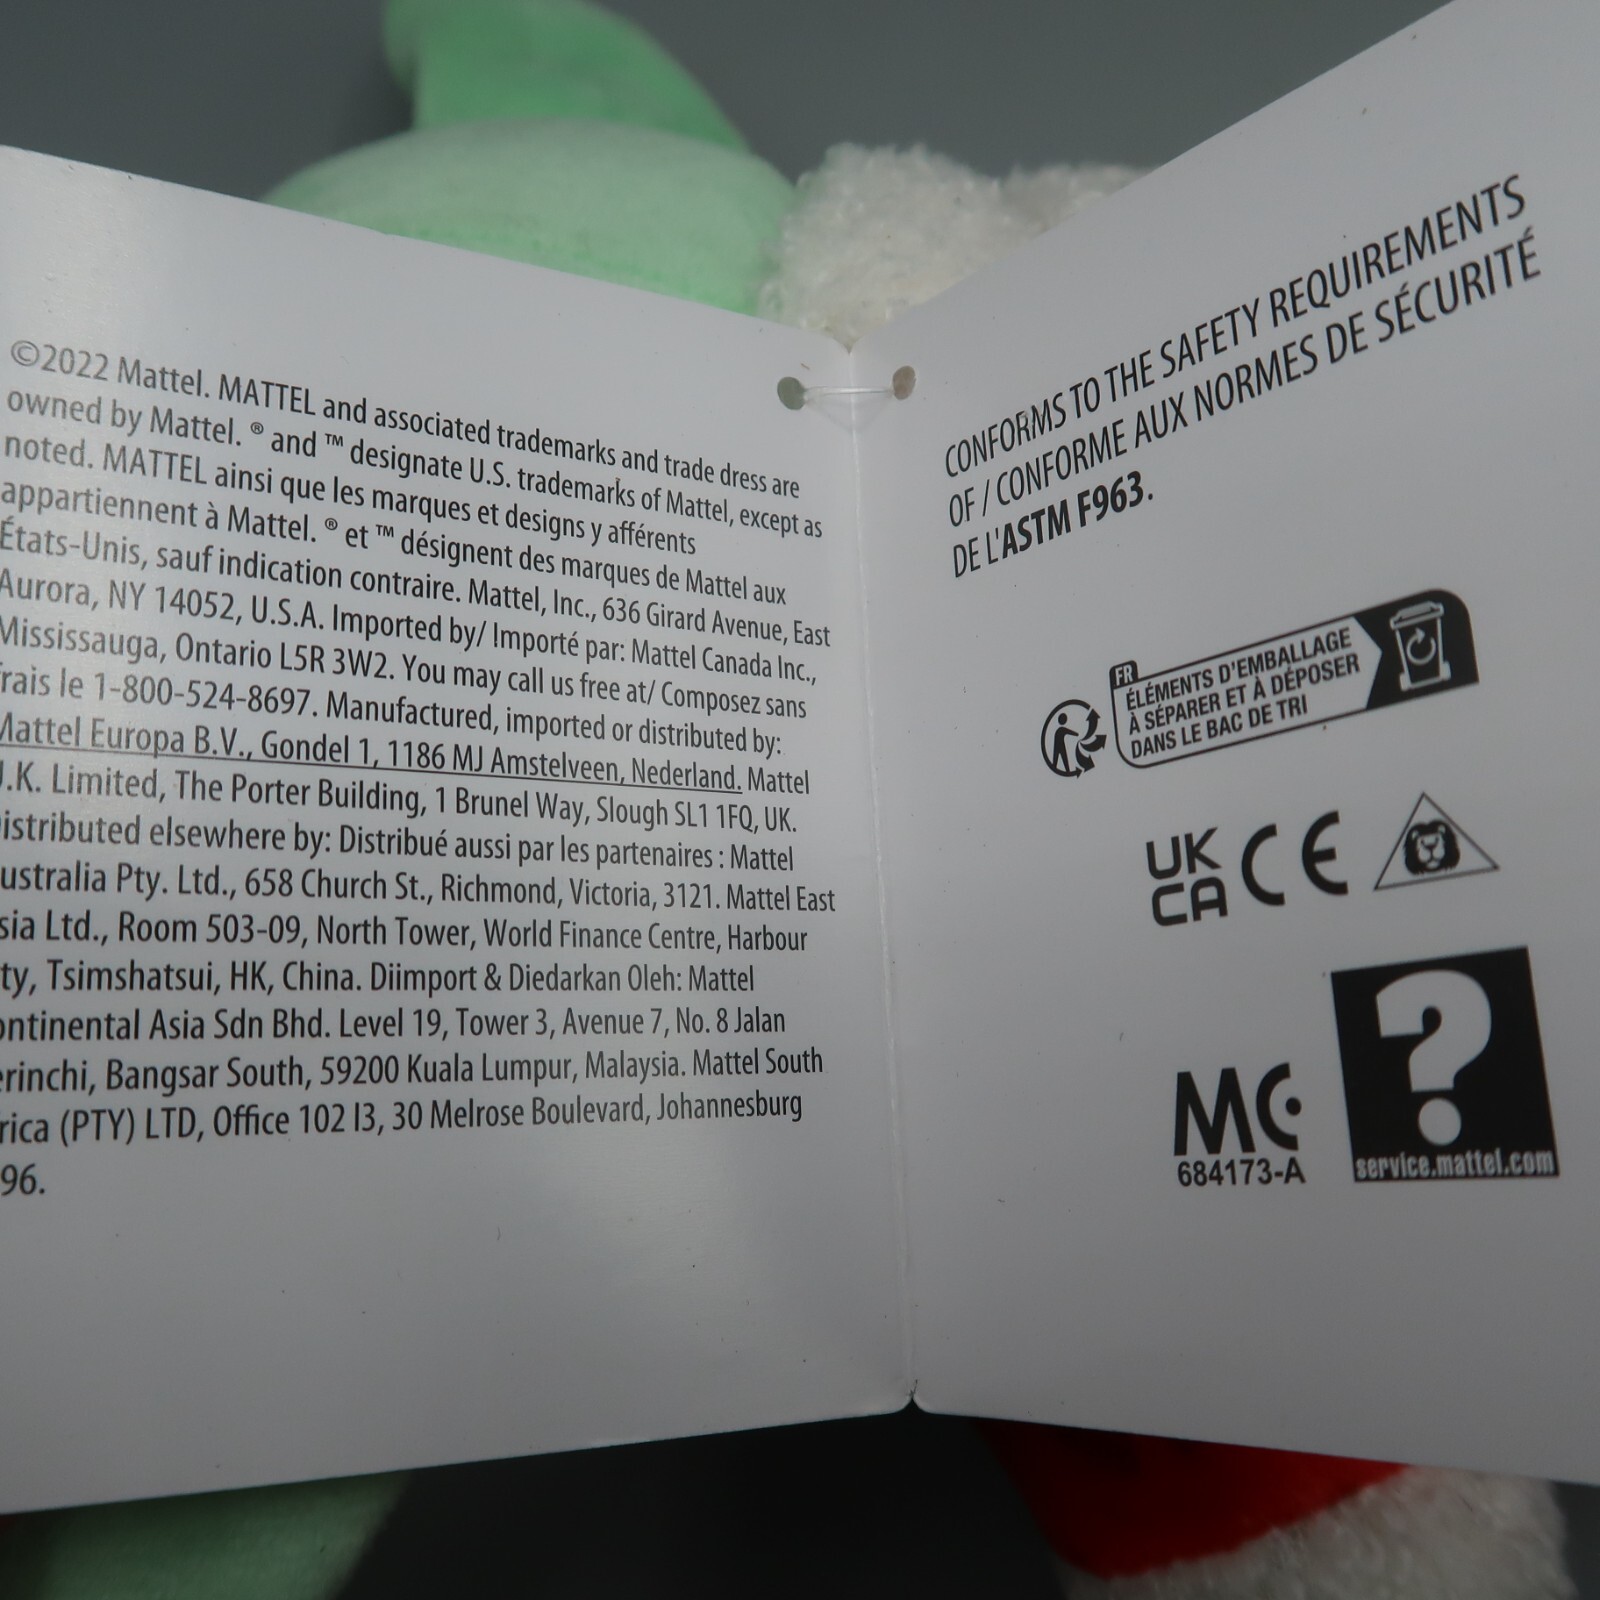 ©2022 Mattel. MATTEL and associated trademarks and trade dress are
owned by Mattel. ® and ™ designate U.S. trademarks of Mattel, except as
noted. MATTEL ainsi que les marques et designs y afférents
appartiennent à Mattel. ® et ™ désignent des marques de Mattel aux
États-Unis, sauf indication contraire. Mattel, Inc., 636 Girard Avenue, East
Aurora, NY 14052, U.S.A. Imported by/ Importé par: Mattel Canada Inc.,
Mississauga, Ontario L5R 3W2. You may call us free at/ Composez sans
rais le 1-800-524-8697. Manufactured, imported or distributed by:
Mattel Europa B.V., Gondel 1, 1186 MJ Amstelveen, Nederland. Mattel
U.K. Limited, The Porter Building, 1 Brunel Way, Slough SL1 1FQ, UK.
istributed elsewhere by: Distribué aussi par les partenaires : Mattel
ustralia Pty. Ltd., 658 Church St., Richmond, Victoria, 3121. Mattel East
sia Ltd., Room 503-09, North Tower, World Finance Centre, Harbour
ty, Tsimshatsui, HK, China. Diimport & Diedarkan Oleh: Mattel
ontinental Asia Sdn Bhd. Level 19, Tower 3, Avenue 7, No. 8 Jalan
erinchi, Bangsar South, 59200 Kuala Lumpur, Malaysia. Mattel South
rica (PTY) LTD, Office 102 I3, 30 Melrose Boulevard, Johannesburg
96.
CONFORMS TO THE SAFETY REQUIREMENTS
OF / CONFORME AUX NORMES DE SÉCURITÉ
DE L'ASTM F963.
FR
ÉLÉMENTS D'EMBALLAGE
À SÉPARER ET À DÉPOSER
DANS LE BAC DE TRI
UK
CA
CE
MC
684173-A
?
service.mattel.com